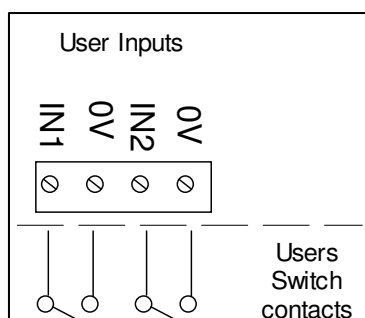 User Inputs
IN1 0V IN2 0V
Users
Switch
contacts